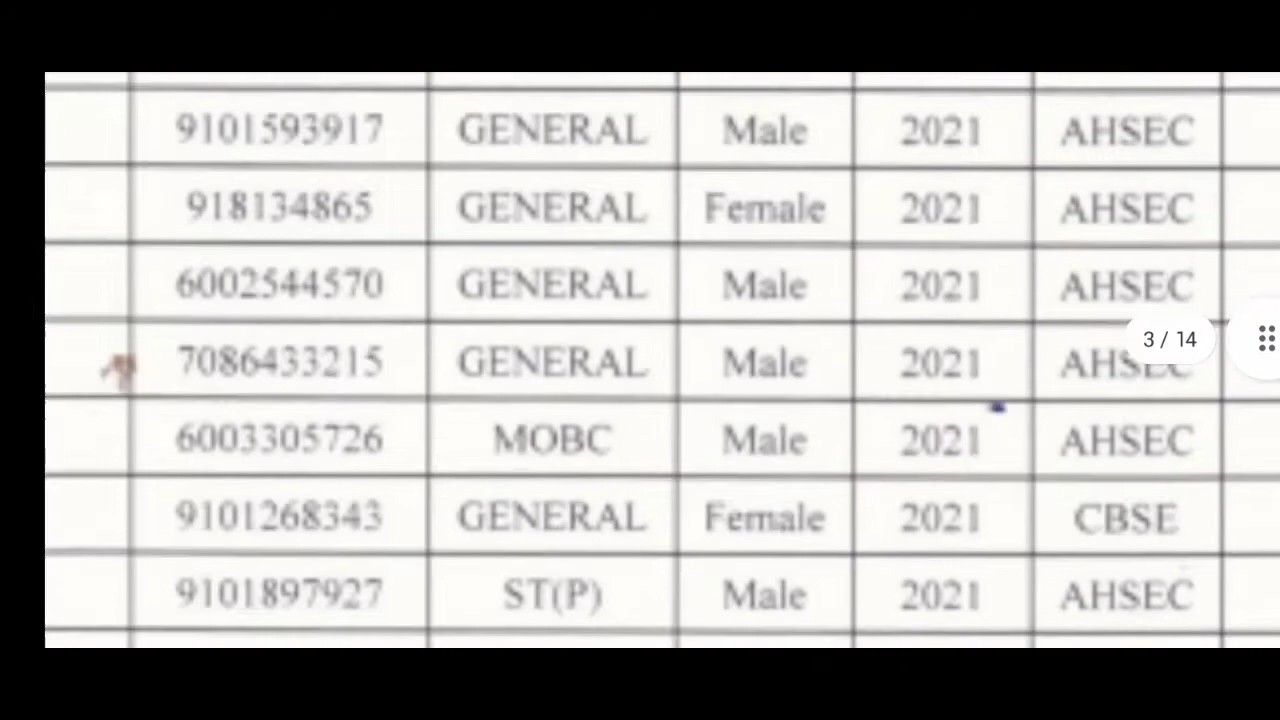 9101593917 GENERAL Male 2021 AHSEC
918134865 GENERAL Female 2021 AHSEC
6002544570 GENERAL Male 2021 AHSEC
3 / 14
7086433215 GENERAL Male 2021 AHSEC
6003305726 MOBC Male 2021 AHSEC
9101268343 GENERAL Female 2021 CBSE
9101897927 ST(P) Male 2021 AHSEC